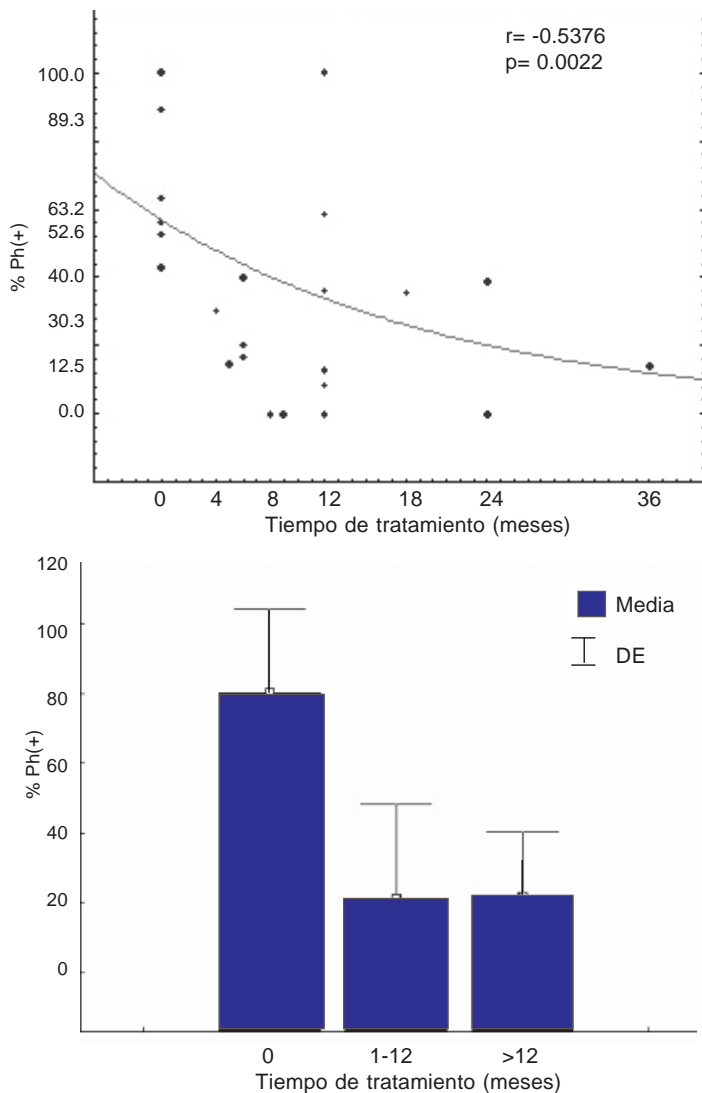 r= -0.5376
p= 0.0022
100.0
89.3
63.2
52.6
40.0
30.3
12.5
0.0
% Ph(+)
0 4 8 12 18 24 36
Tiempo de tratamiento (meses)
120
100
80
60
40
20
0
% Ph(+)
Media
DE
0 1-12 >12
Tiempo de tratamiento (meses)